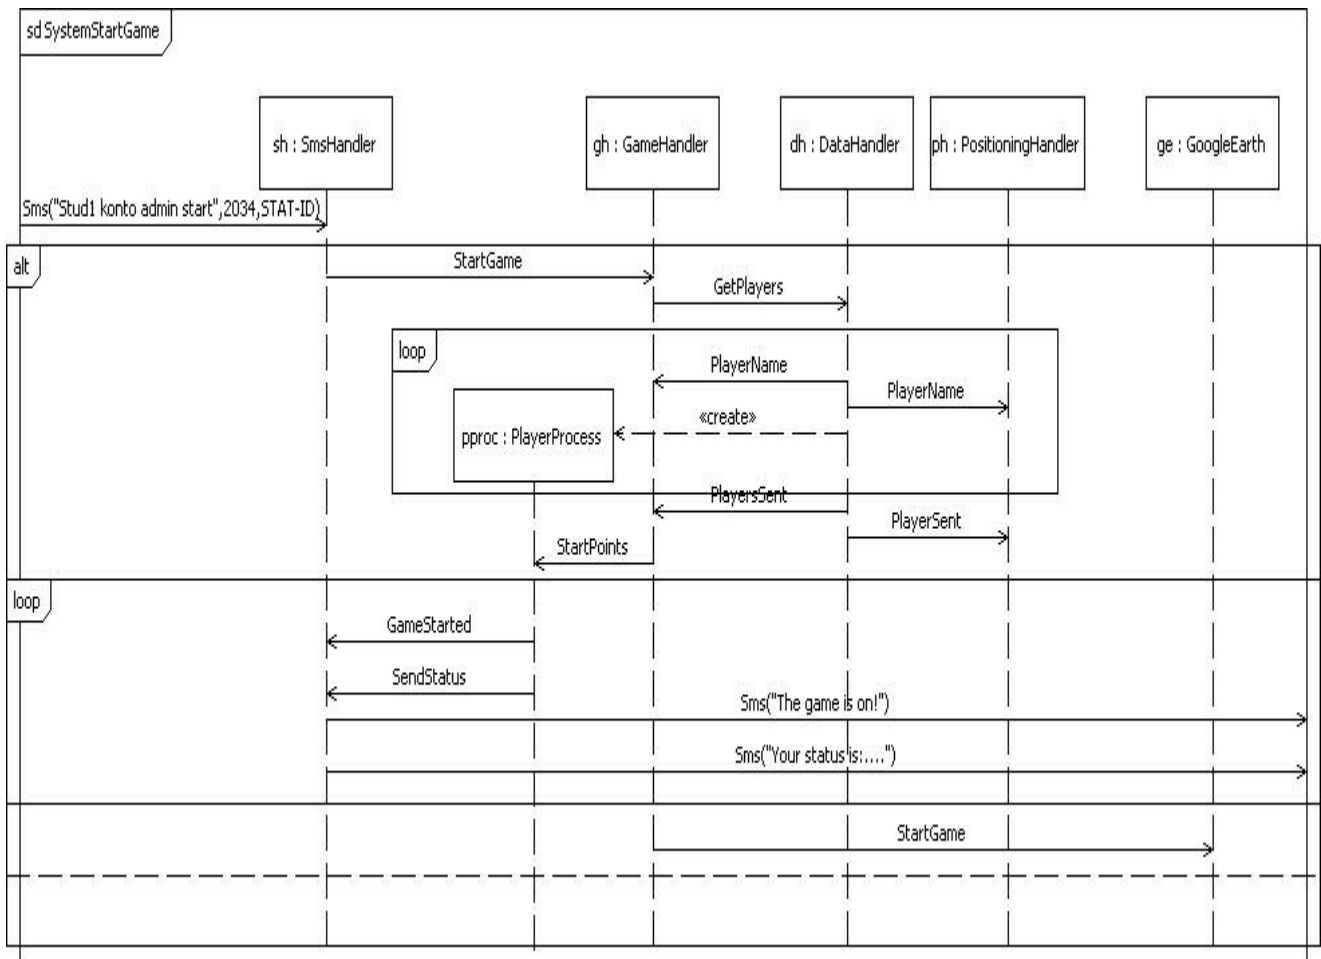 sd SystemStartGame
sh : SmsHandler
gh : GameHandler
dh : DataHandler
ph : PositioningHandler
ge : GoogleEarth
Sms("Stud1 konto admin start",2034,STAT-ID)
alt
StartGame
GetPlayers
loop
PlayerName
PlayerName
«create»
pproc : PlayerProcess
PlayersSent
PlayerSent
StartPoints
loop
GameStarted
SendStatus
Sms("The game is on!")
Sms("Your status is:....")
StartGame